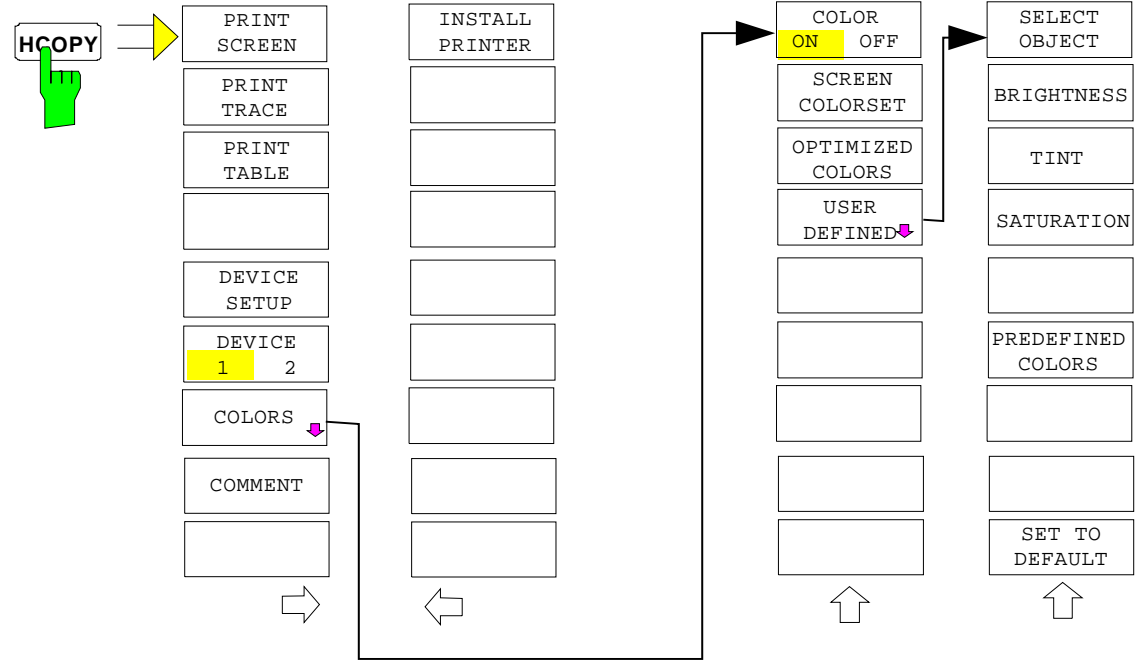 HCOPY
PRINT
SCREEN
PRINT
TRACE
PRINT
TABLE
DEVICE
SETUP
DEVICE
1 2
COLORS
COMMENT
INSTALL
PRINTER
COLOR
ON OFF
SCREEN
COLORSET
OPTIMIZED
COLORS
USER
DEFINED
SELECT
OBJECT
BRIGHTNESS
TINT
SATURATION
PREDEFINED
COLORS
SET TO
DEFAULT